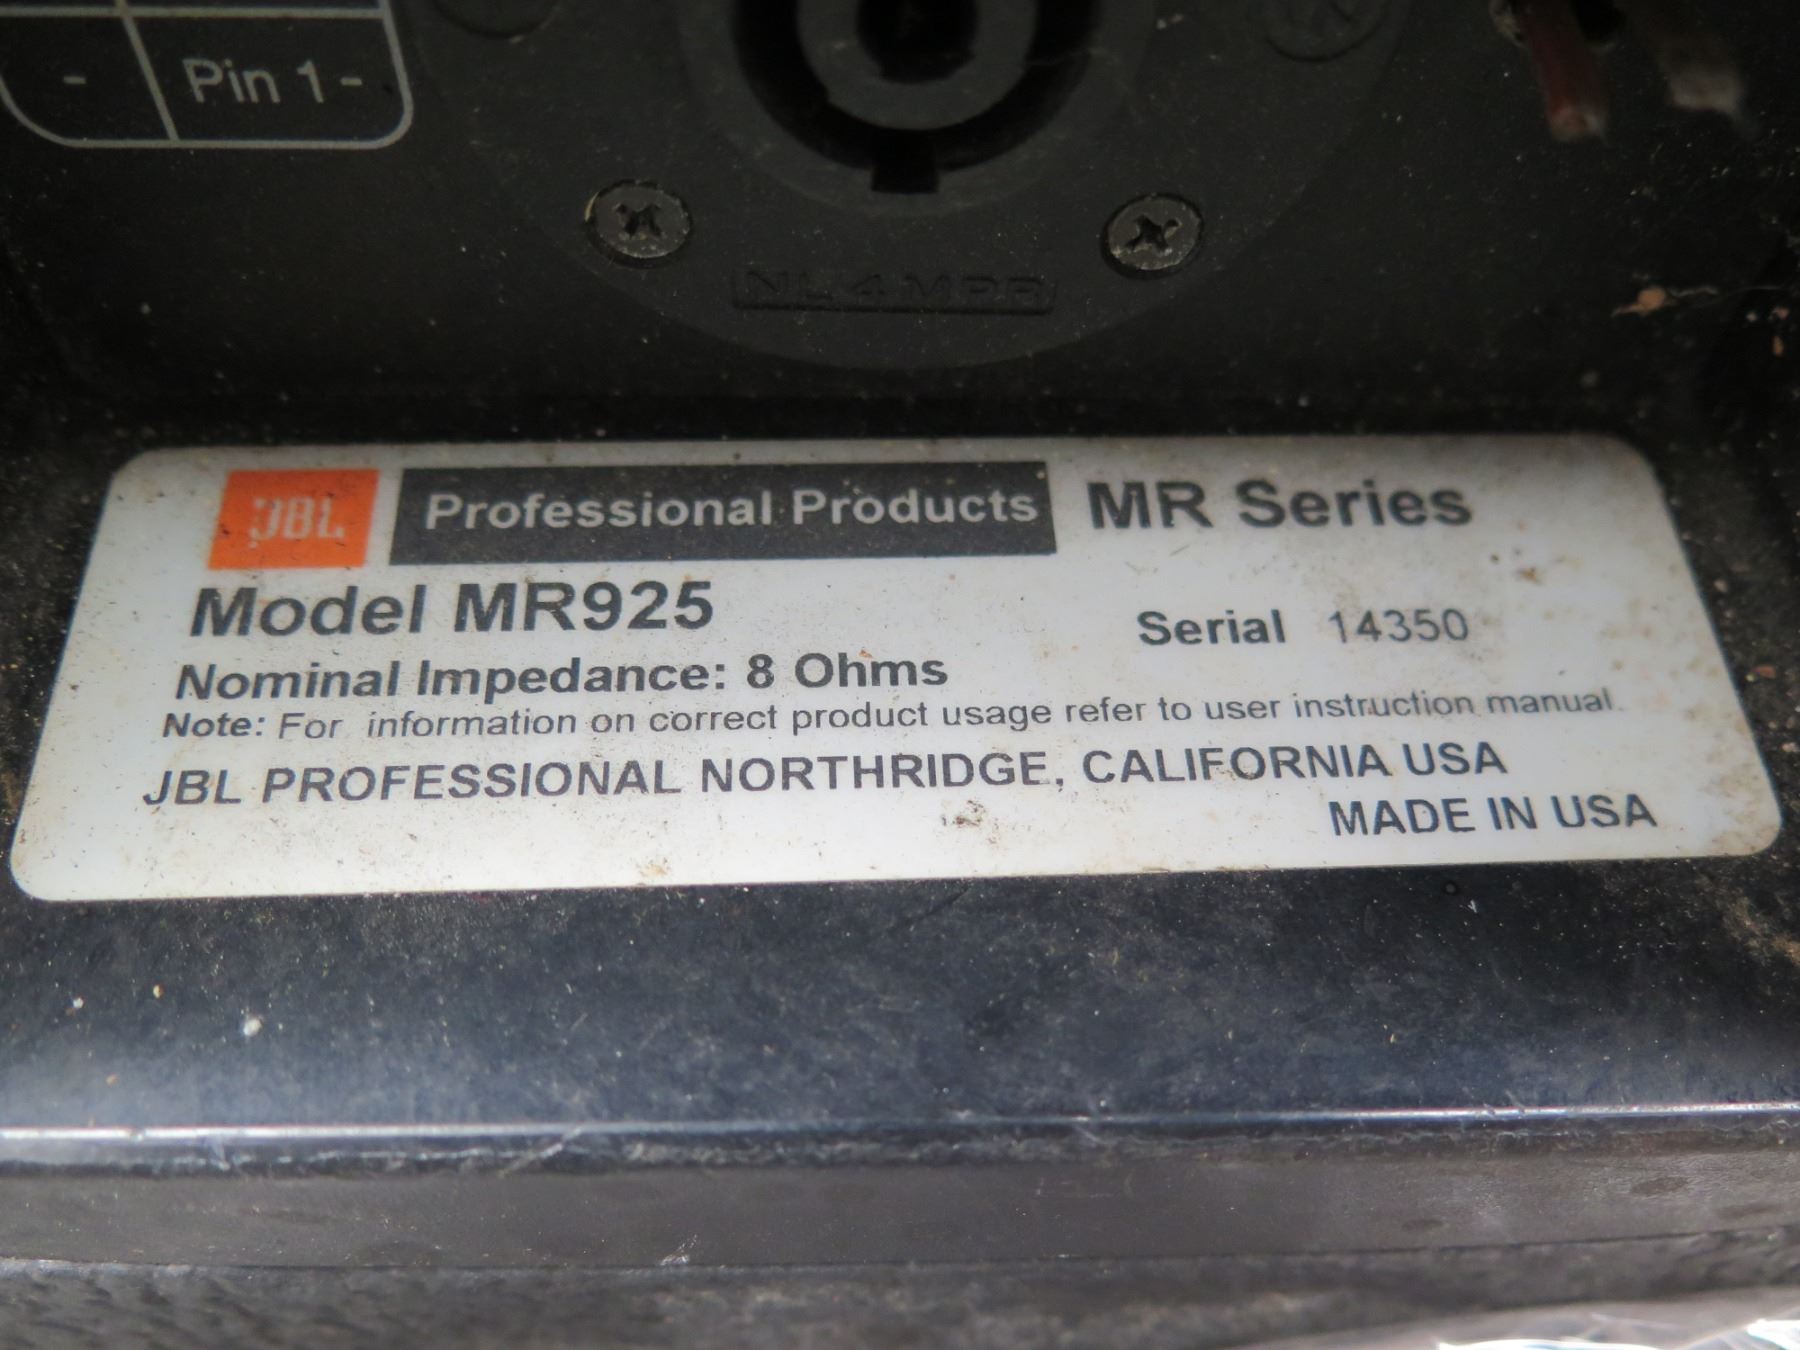 - Pin 1 -
NL4MPR
JBL Professional Products MR Series
Model MR925
Serial 14350
Nominal Impedance: 8 Ohms
Note: For information on correct product usage refer to user instruction manual.
JBL PROFESSIONAL NORTHRIDGE, CALIFORNIA USA
MADE IN USA